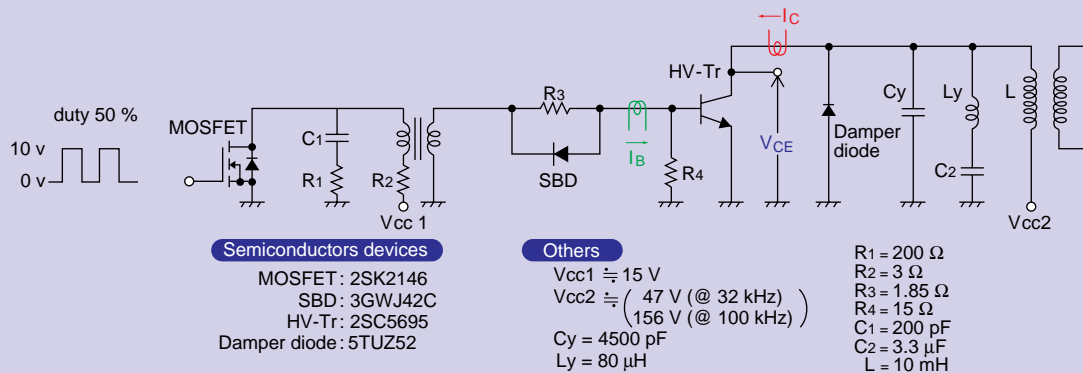 duty 50 %
10 v
0 v
MOSFET
C1
R1
R2
Vcc 1
R3
SBD
IB
R4
HV-Tr
IC
VCE
Damper
diode
Cy
Ly
C2
L
Vcc2
Semiconductors devices
MOSFET : 2SK2146
SBD : 3GWJ42C
HV-Tr : 2SC5695
Damper diode : 5TUZ52
Others
Vcc1 ≒ 15 V
Vcc2 ≒ ( 47 V (@ 32 kHz)
156 V (@ 100 kHz) )
Cy = 4500 pF
Ly = 80 μH
R1 = 200 Ω
R2 = 3 Ω
R3 = 1.85 Ω
R4 = 15 Ω
C1 = 200 pF
C2 = 3.3 μF
L = 10 mH